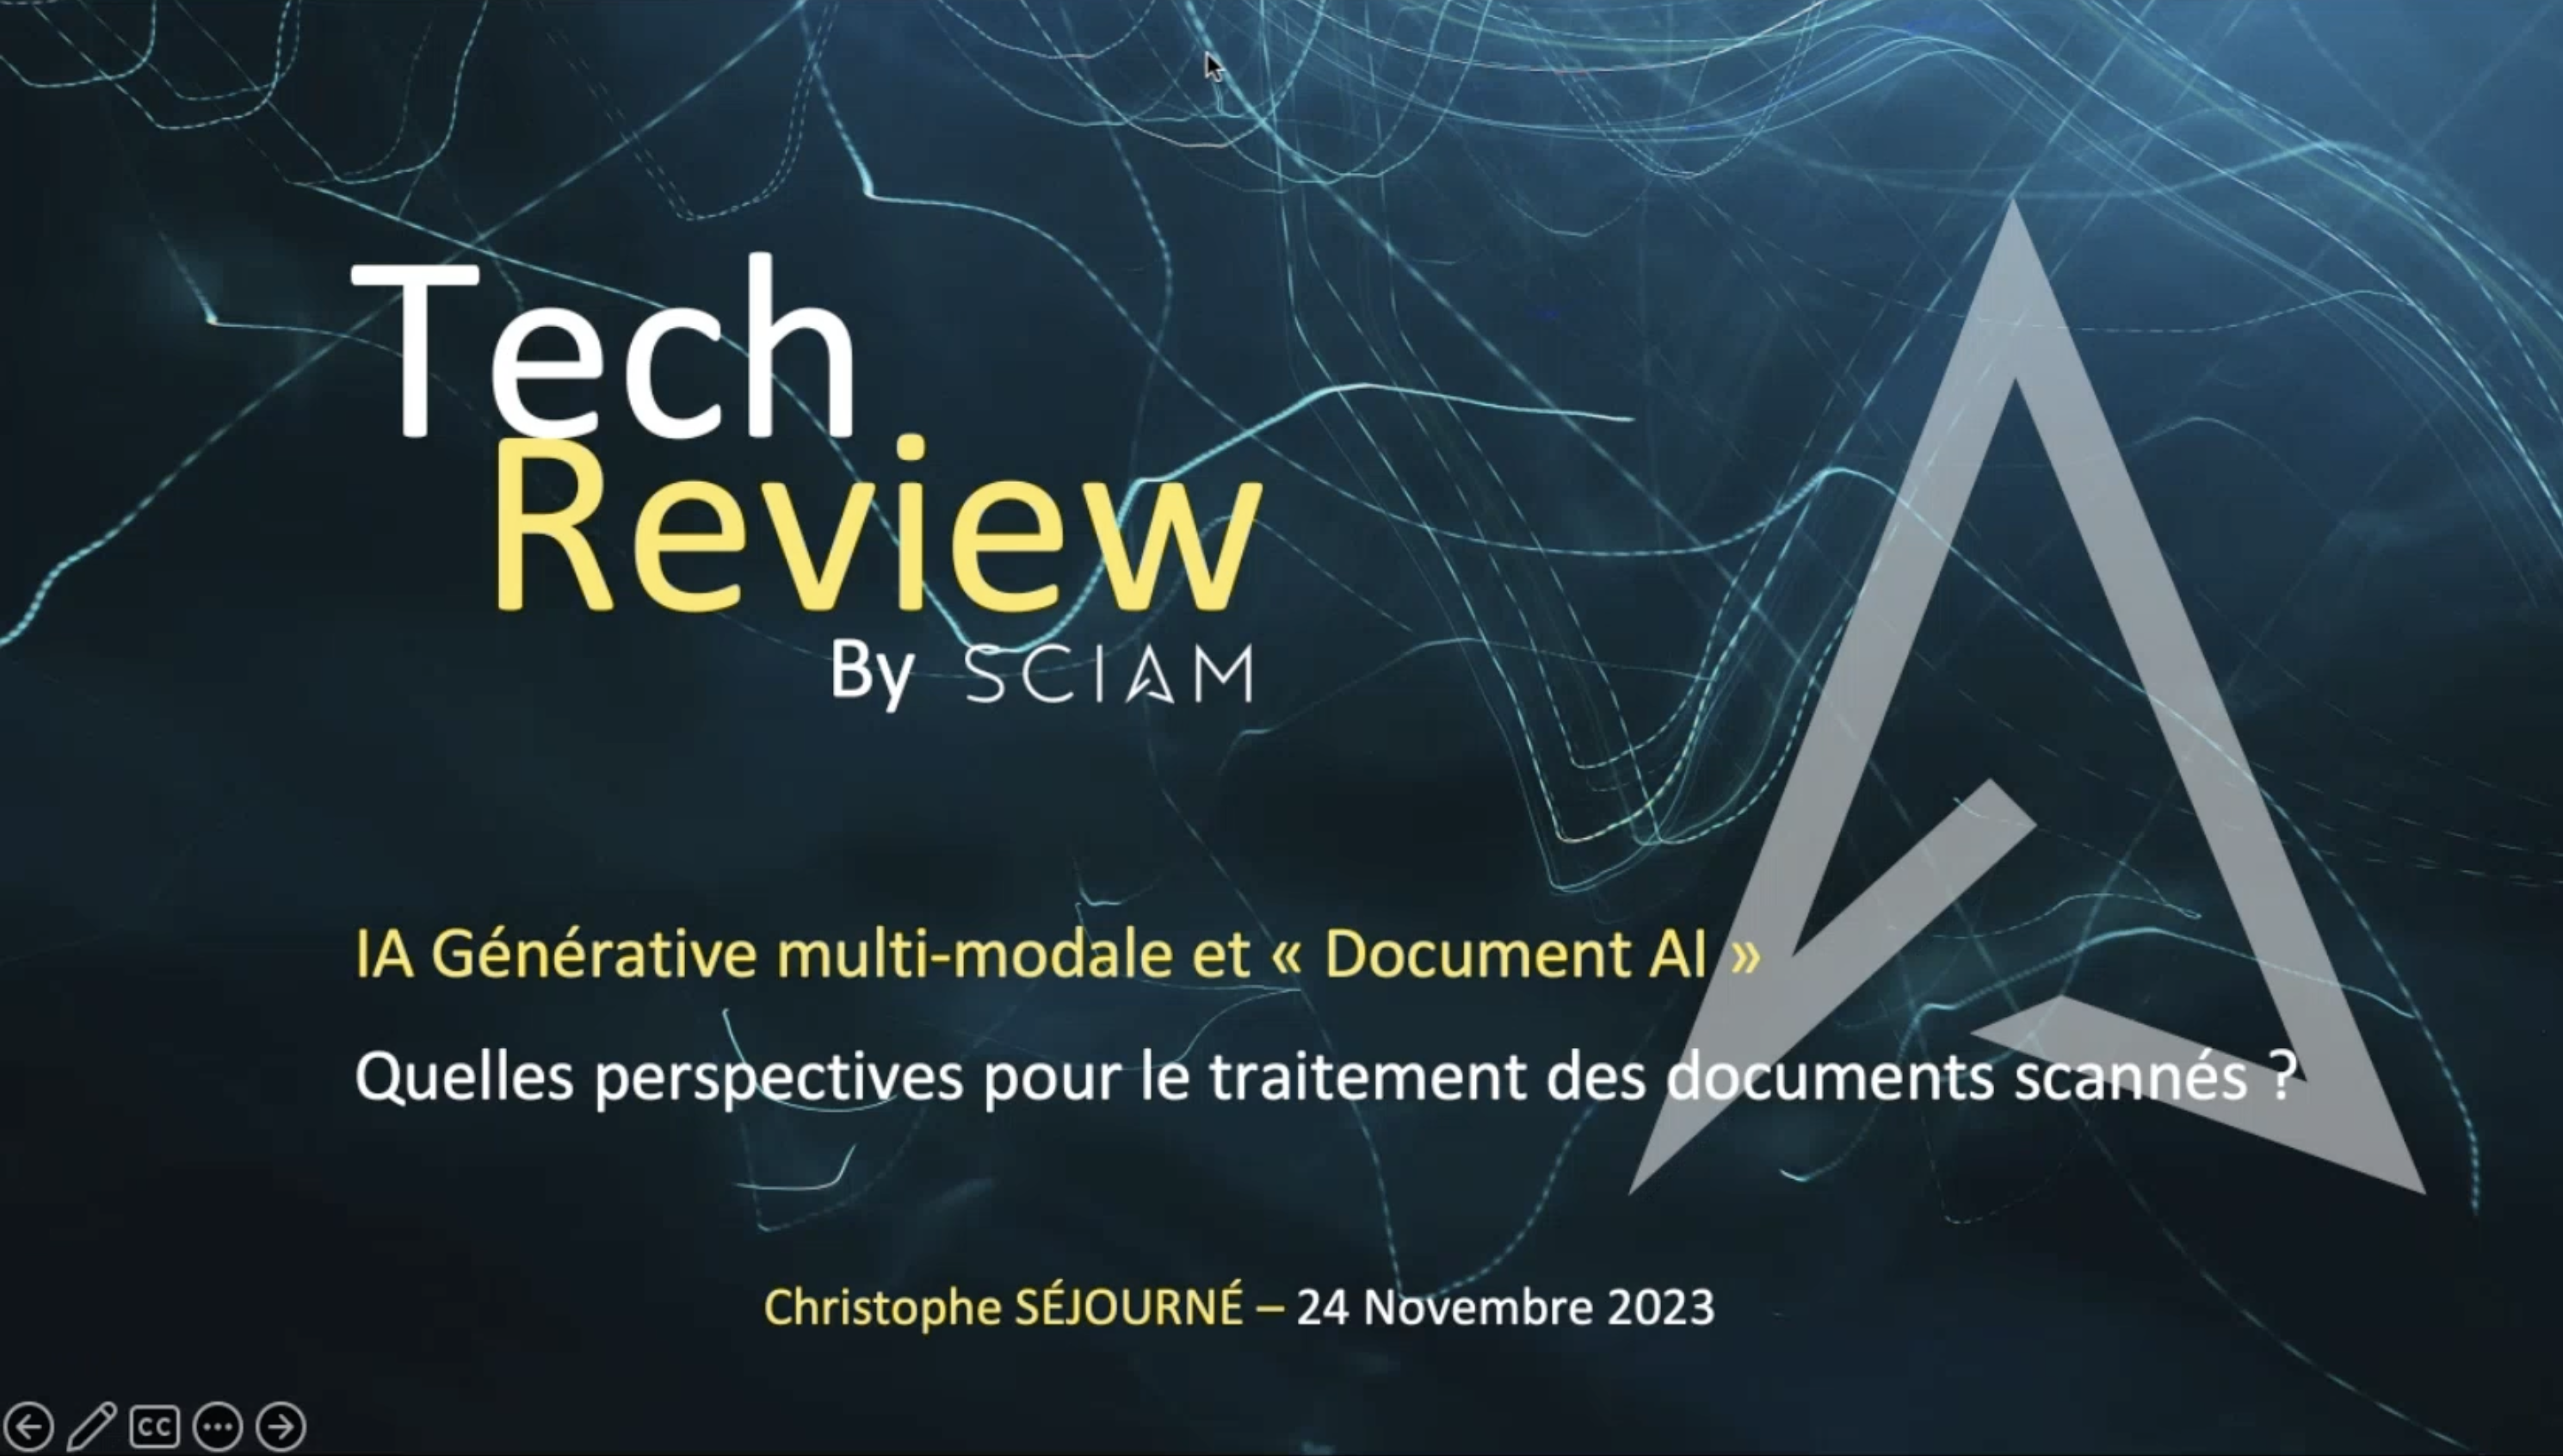 Tech
Review
By SCIAM
IA Générative multi-modale et « Document AI »
Quelles perspectives pour le traitement des documents scannés ?
Christophe SÉJOURNÉ – 24 Novembre 2023
CC